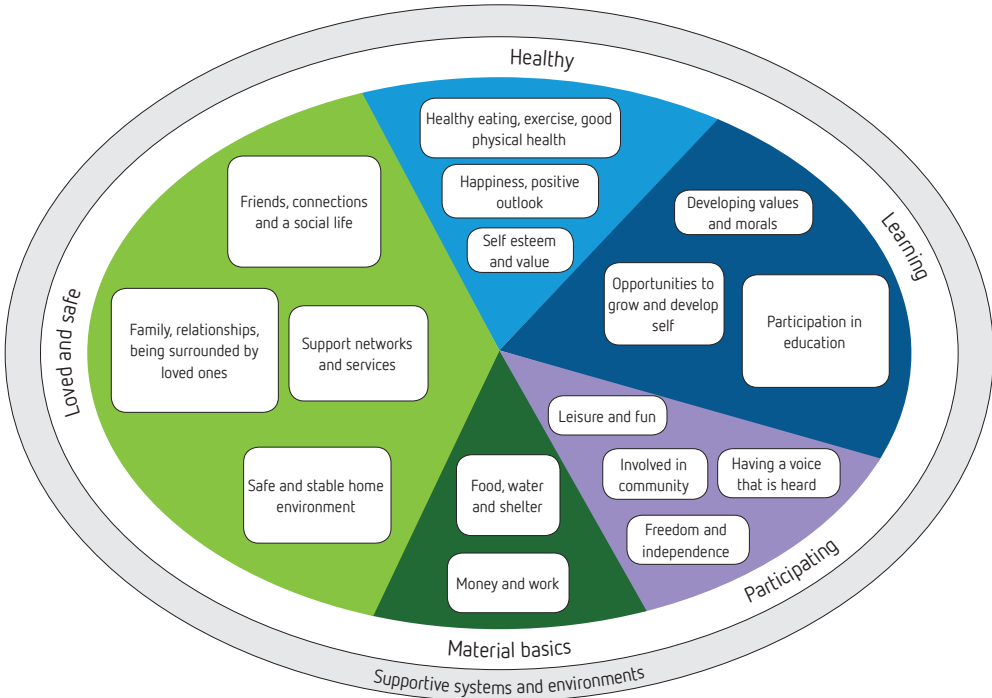 Healthy
Healthy eating, exercise, good
physical health
Happiness, positive
outlook
Self esteem
and value
Learning
Developing values
and morals
Opportunities to
grow and develop
self
Participation in
education
Participating
Leisure and fun
Involved in
community
Having a voice
that is heard
Freedom and
independence
Material basics
Food, water
and shelter
Money and work
Loved and safe
Friends, connections
and a social life
Family, relationships,
being surrounded by
loved ones
Support networks
and services
Safe and stable home
environment
Supportive systems and environments